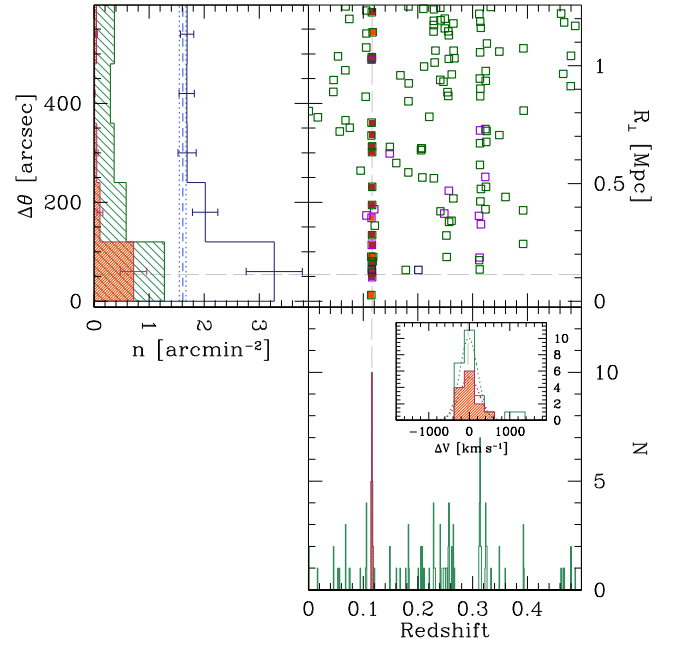 400
200
0
Δθ [arcsec]
0 1 2 3
n [arcmin⁻²]
1
0.5
0
R⊥ [Mpc]
10
8
6
4
2
0
-1000 0 1000
ΔV [km s⁻¹]
10
5
0
N
0 0.1 0.2 0.3 0.4
Redshift